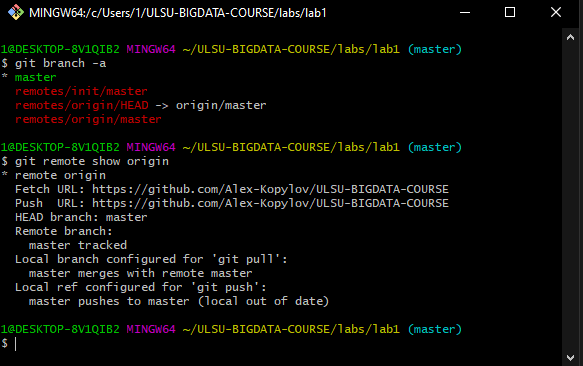 MINGW64:/c/Users/1/ULSU-BIGDATA-COURSE/labs/lab1
1@DESKTOP-8V1QIB2 MINGW64 ~/ULSU-BIGDATA-COURSE/labs/lab1 (master)
$ git branch -a
* master
  remotes/init/master
  remotes/origin/HEAD -> origin/master
  remotes/origin/master
1@DESKTOP-8V1QIB2 MINGW64 ~/ULSU-BIGDATA-COURSE/labs/lab1 (master)
$ git remote show origin
* remote origin
  Fetch URL: https://github.com/Alex-Kopylov/ULSU-BIGDATA-COURSE
  Push  URL: https://github.com/Alex-Kopylov/ULSU-BIGDATA-COURSE
  HEAD branch: master
  Remote branch:
    master tracked
  Local branch configured for 'git pull':
    master merges with remote master
  Local ref configured for 'git push':
    master pushes to master (local out of date)
1@DESKTOP-8V1QIB2 MINGW64 ~/ULSU-BIGDATA-COURSE/labs/lab1 (master)
$